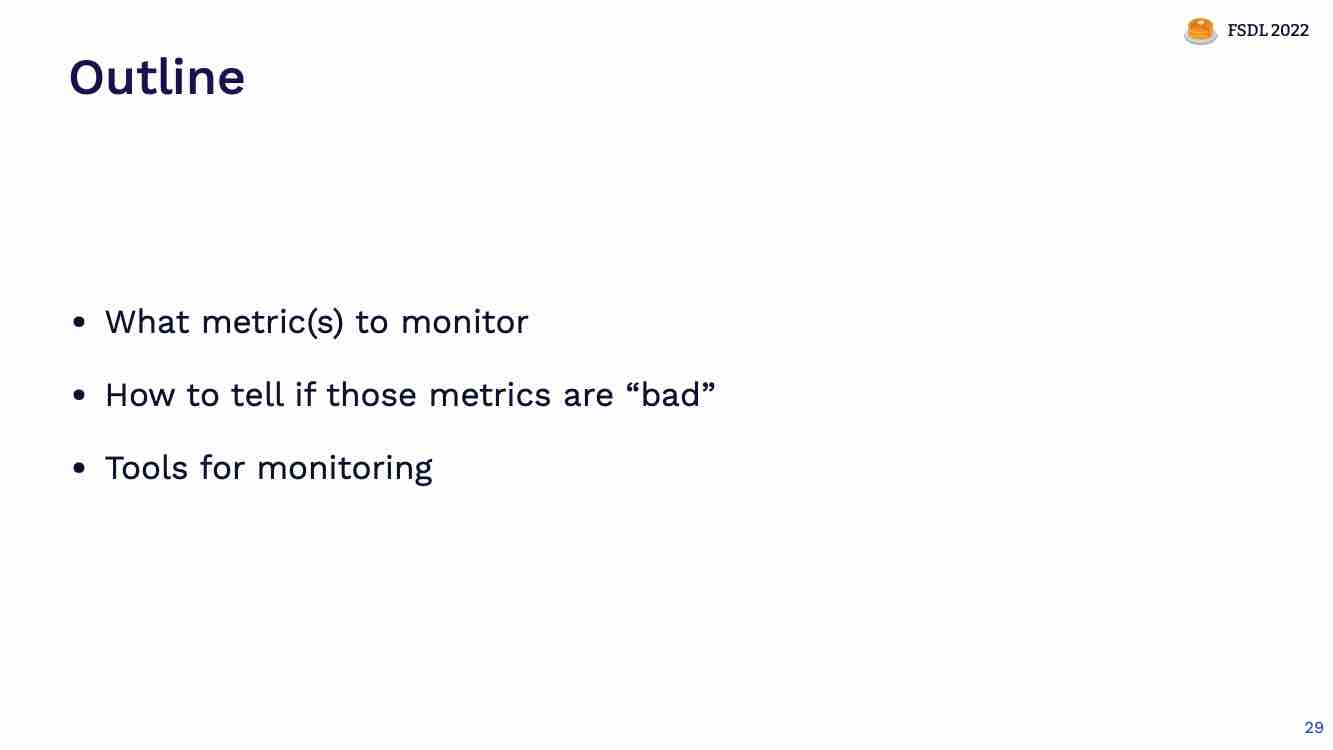 FSDL 2022
Outline
• What metric(s) to monitor
• How to tell if those metrics are “bad”
• Tools for monitoring
29